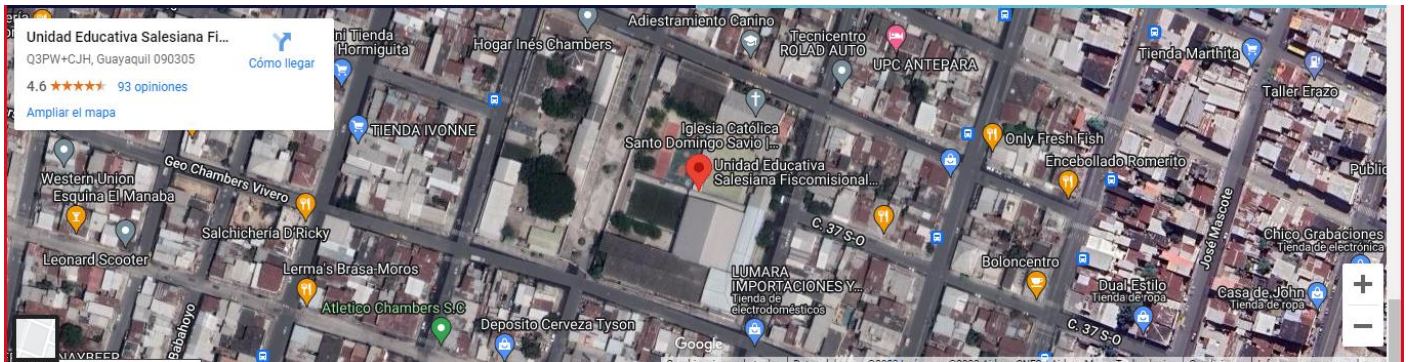 Unidad Educativa Salesiana Fi...
Q3PW+CJH, Guayaquil 090305
4.6
93 opiniones
Ampliar el mapa
Cómo llegar
Tienda
Hormiguita
Hogar Inés Chambers
Adiestramiento Canino
Tecnicentro
ROLAD AUTO
UPC ANTEPARA
Tienda Marthita
Taller Erazo
TIENDA IVONNE
Iglesia Católica
Santo Domingo Savio |...
Only Fresh Fish
Unidad Educativa
Salesiana Fiscomisional...
Encebollado Romerito
Geo Chambers Vivero
Western Union
Esquina El Manaba
Salchichería D'Ricky
Leonard Scooter
C. 37 S-O
José Mascote
Chico Grabaciones
Tienda de electrónica
Lerma's Brasa-Moros
LUMARA
IMPORTACIONES Y...
Tienda de
electrodomésticos
Boloncentro
Dual Estilo
Tienda de ropa
Casa de John
Tienda de ropa
Atletico Chambers S.C
Deposito Cerveza Tyson
C. 37 S-O
Babahoyo
Google